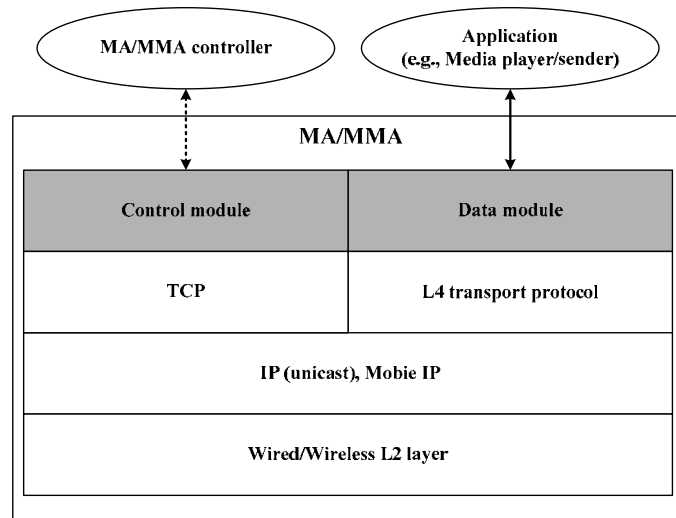 MA/MMA controller
Application
(e.g., Media player/sender)
MA/MMA
Control module
Data module
TCP
L4 transport protocol
IP (unicast), Mobie IP
Wired/Wireless L2 layer